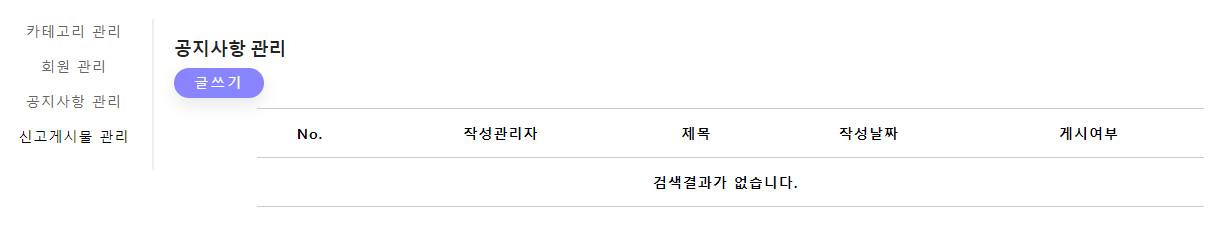 카테고리 관리
회원 관리
공지사항 관리
신고게시물 관리
공지사항 관리
글쓰기
No. 작성관리자 제목 작성날짜 게시여부
검색결과가 없습니다.